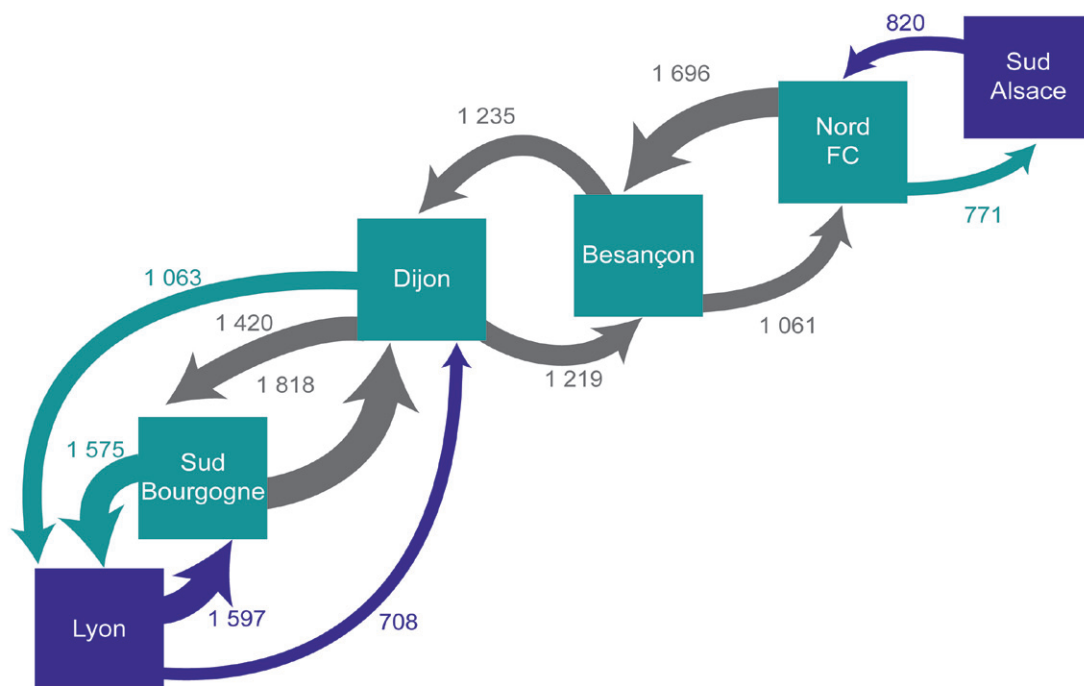 820
Sud
Alsace
1 696
Nord
FC
1 235
771
Besançon
1 063
Dijon
1 420
1 061
1 219
1 818
1 575
Sud
Bourgogne
1 597
708
Lyon